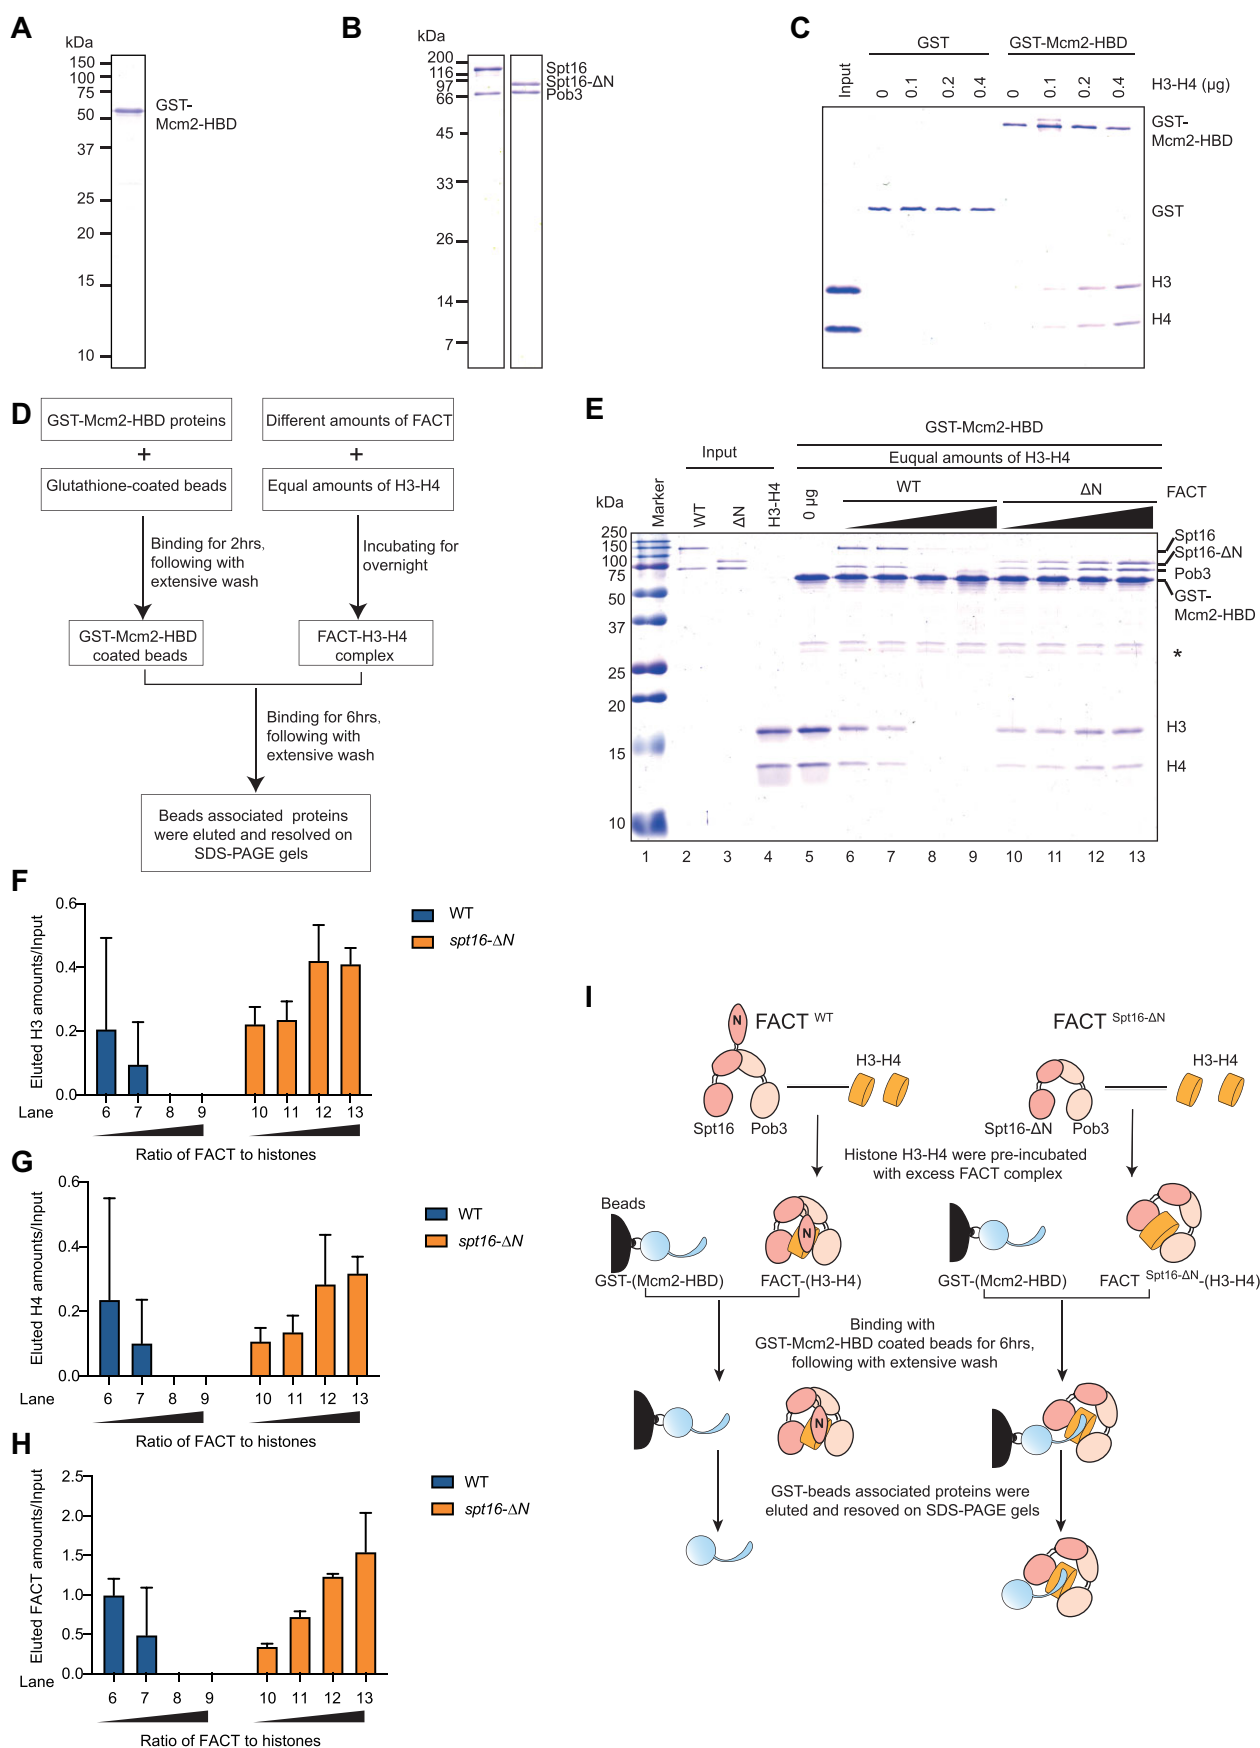 A
kDa
150
100
75
50
37
25
20
15
10
GST-
Mcm2-HBD
B
kDa
200
116
97
66
45
33
26
14
7
Spt16
Spt16-ΔN
Pob3
C
GST
GST-Mcm2-HBD
Input
0
0.1
0.2
0.4
0
0.1
0.2
0.4
H3-H4 (µg)
GST-
Mcm2-HBD
GST
H3
H4
D
GST-Mcm2-HBD proteins
+
Glutathione-coated beads
Different amounts of FACT
+
Equal amounts of H3-H4
Binding for 2hrs,
following with
extensive wash
Incubating for
overnight
GST-Mcm2-HBD
coated beads
FACT-H3-H4
complex
Binding for 6hrs,
following with
extensive wash
Beads associated proteins
were eluted and resolved on
SDS-PAGE gels
E
GST-Mcm2-HBD
Input
Euqual amounts of H3-H4
WT
ΔN
FACT
kDa
Marker
WT
ΔN
H3-H4
0 µg
250
150
100
75
50
37
25
20
15
10
Spt16
Spt16-ΔN
Pob3
GST-
Mcm2-HBD
*
H3
H4
1 2 3 4 5 6 7 8 9 10 11 12 13
F
Eluted H3 amounts/Input
0.6
0.4
0.2
0.0
WT
spt16-ΔN
Lane
6 7 8 9 10 11 12 13
Ratio of FACT to histones
G
Eluted H4 amounts/Input
0.6
0.4
0.2
0.0
WT
spt16-ΔN
Lane
6 7 8 9 10 11 12 13
Ratio of FACT to histones
H
Eluted FACT amounts/Input
2.5
2.0
1.5
1.0
0.5
0.0
WT
spt16-ΔN
Lane
6 7 8 9 10 11 12 13
Ratio of FACT to histones
I
N
FACT WT
H3-H4
Spt16 Pob3
FACT Spt16-ΔN
H3-H4
Spt16-ΔN Pob3
Histone H3-H4 were pre-incubated
with excess FACT complex
Beads
N
GST-(Mcm2-HBD)
FACT-(H3-H4)
GST-(Mcm2-HBD)
FACT Spt16-ΔN-(H3-H4)
Binding with
GST-Mcm2-HBD coated beads for 6hrs,
following with extensive wash
N
GST-beads associated proteins were
eluted and resoved on SDS-PAGE gels